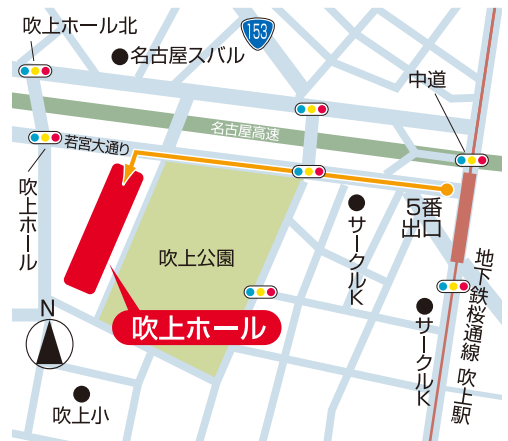 吹上ホール北
153
名古屋スバル
中道
名古屋高速
若宮大通り
吹上ホール
5番
出口
サークルK
吹上公園
地下鉄桜通線 吹上駅
N
吹上ホール
サークルK
吹上小